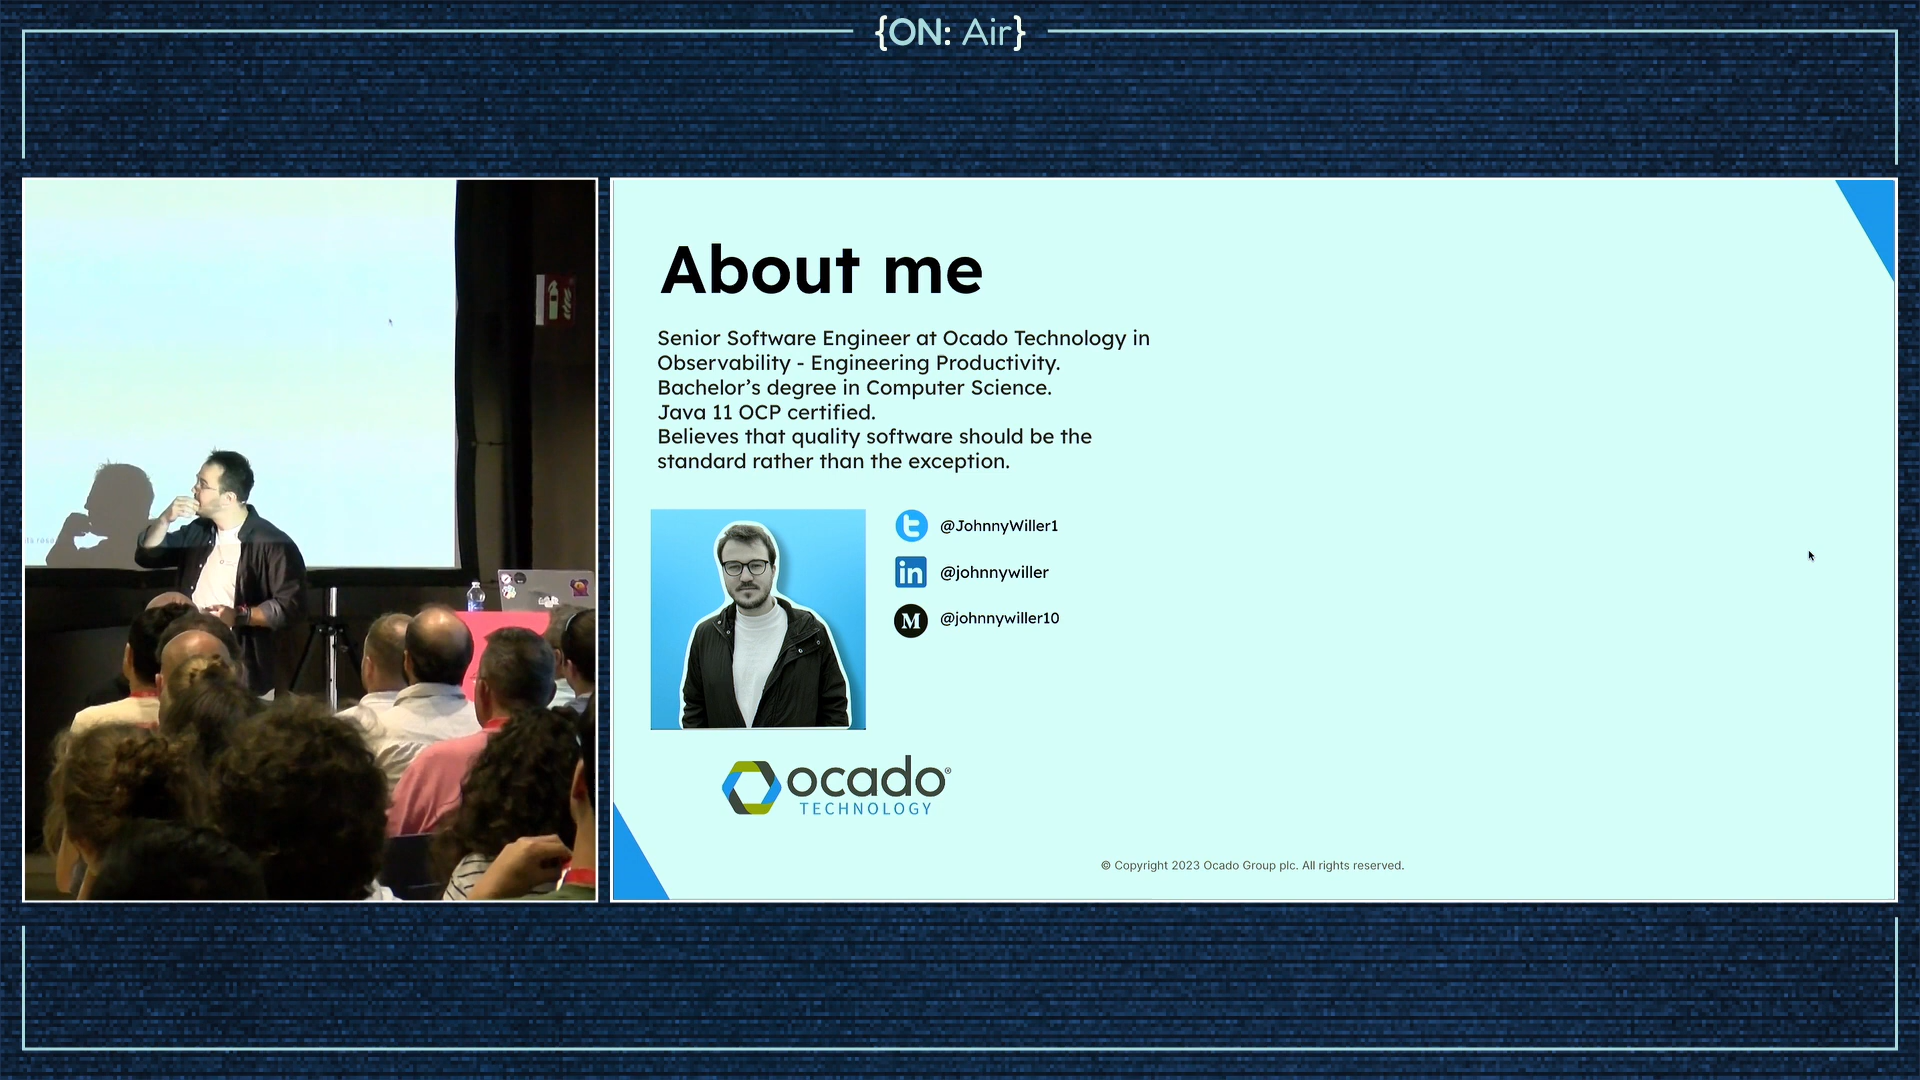 {ON: Air}
About me
Senior Software Engineer at Ocado Technology in
Observability - Engineering Productivity.
Bachelor’s degree in Computer Science.
Java 11 OCP certified.
Believes that quality software should be the
standard rather than the exception.
@JohnnyWiller1
@johnnywiller
@johnnywiller10
ocado®
TECHNOLOGY
© Copyright 2023 Ocado Group plc. All rights reserved.